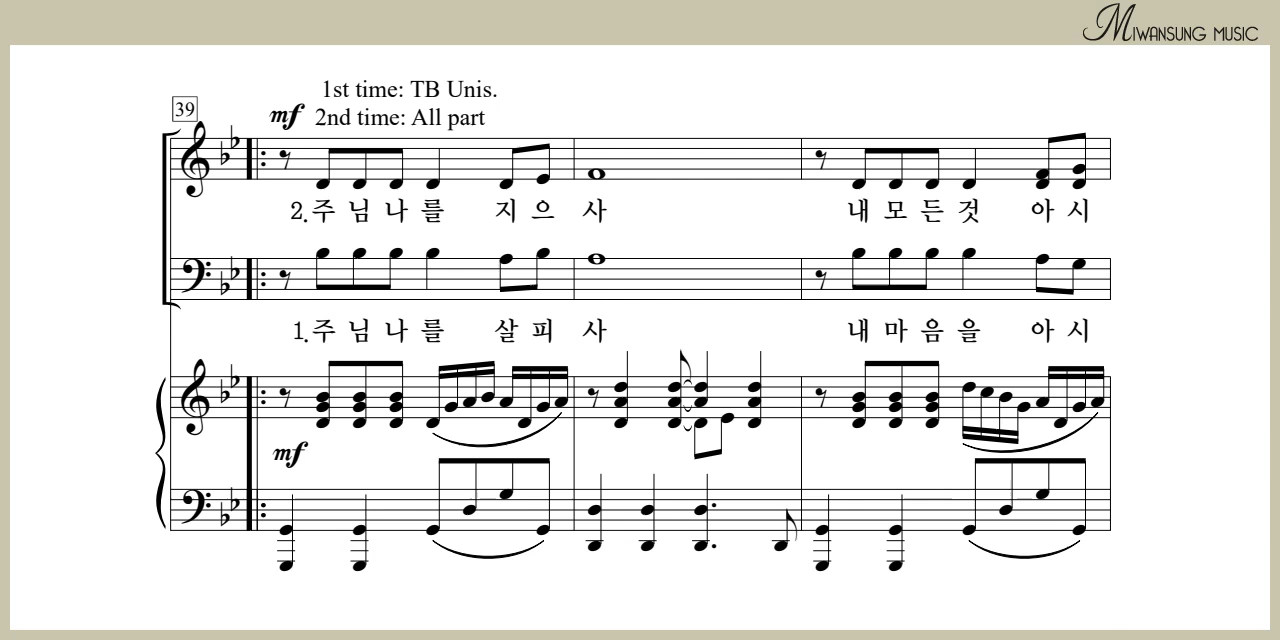 MIWANSUNG MUSIC
1st time: TB Unis.
39
mf 2nd time: All part
2.주 님 나 를 지 으 사 내 모 든 것 아 시
1.주 님 나 를 살 피 사 내 마 음 을 아 시
mf